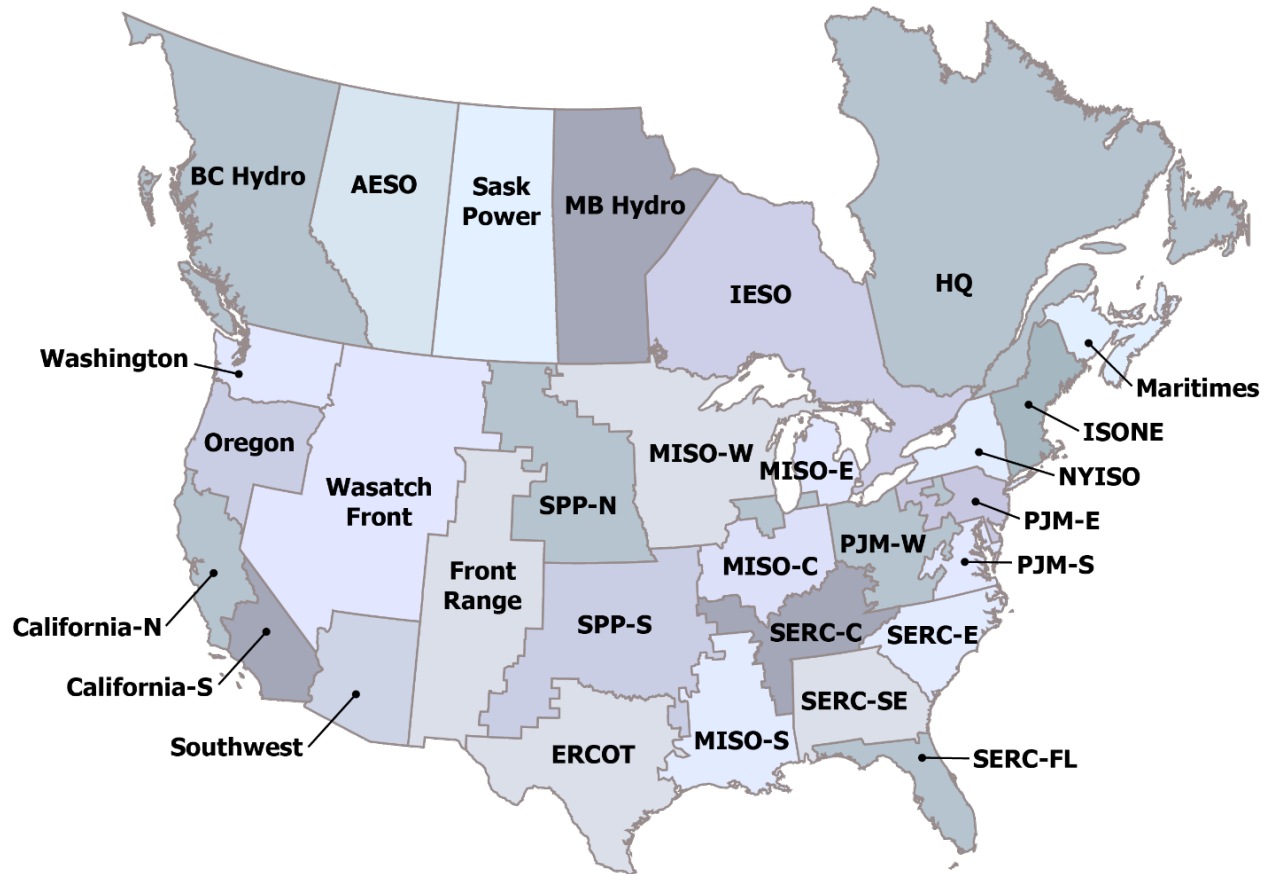 BC Hydro
AESO
Sask
Power
MB Hydro
IESO
HQ
Washington
Maritimes
Oregon
ISONE
MISO-W
MISO-E
NYISO
Wasatch
Front
SPP-N
PJM-E
PJM-W
PJM-S
MISO-C
Front
Range
California-N
SPP-S
SERC-C
SERC-E
California-S
SERC-SE
Southwest
ERCOT
MISO-S
SERC-FL